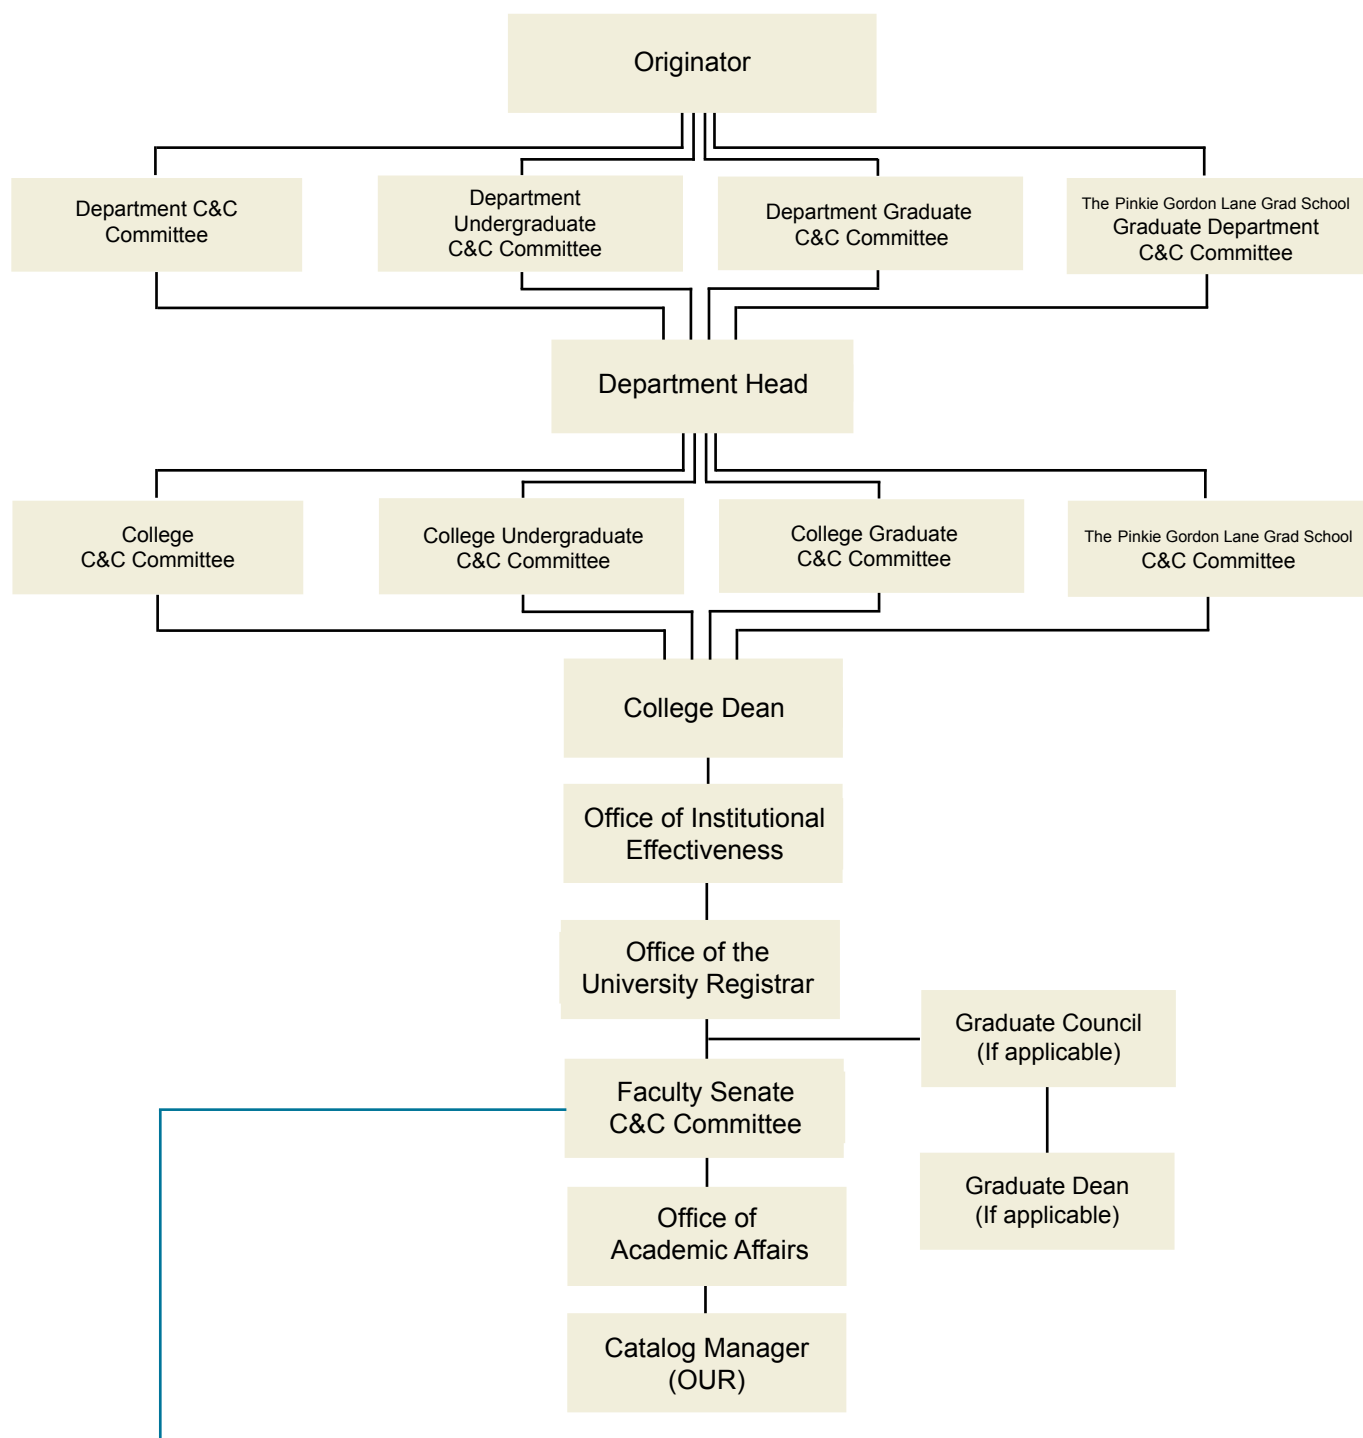 Originator
Department C&C
Committee
Department
Undergraduate
C&C Committee
Department Graduate
C&C Committee
The Pinkie Gordon Lane Grad School
Graduate Department
C&C Committee
Department Head
College
C&C Committee
College Undergraduate
C&C Committee
College Graduate
C&C Committee
The Pinkie Gordon Lane Grad School
C&C Committee
College Dean
Office of Institutional
Effectiveness
Office of the
University Registrar
Graduate Council
(If applicable)
Faculty Senate
C&C Committee
Graduate Dean
(If applicable)
Office of
Academic Affairs
Catalog Manager
(OUR)